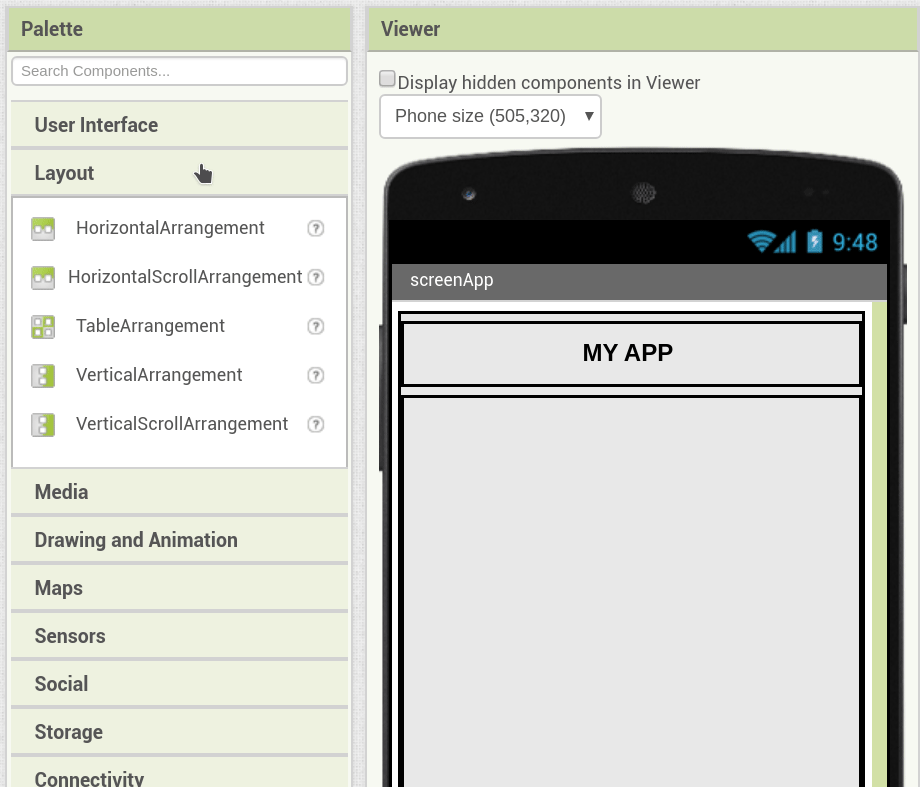 Palette
Search Components...
User Interface
Layout
HorizontalArrangement
HorizontalScrollArrangement
TableArrangement
VerticalArrangement
VerticalScrollArrangement
Media
Drawing and Animation
Maps
Sensors
Social
Storage
Connectivity
Viewer
Display hidden components in Viewer
Phone size (505,320)
9:48
screenApp
MY APP